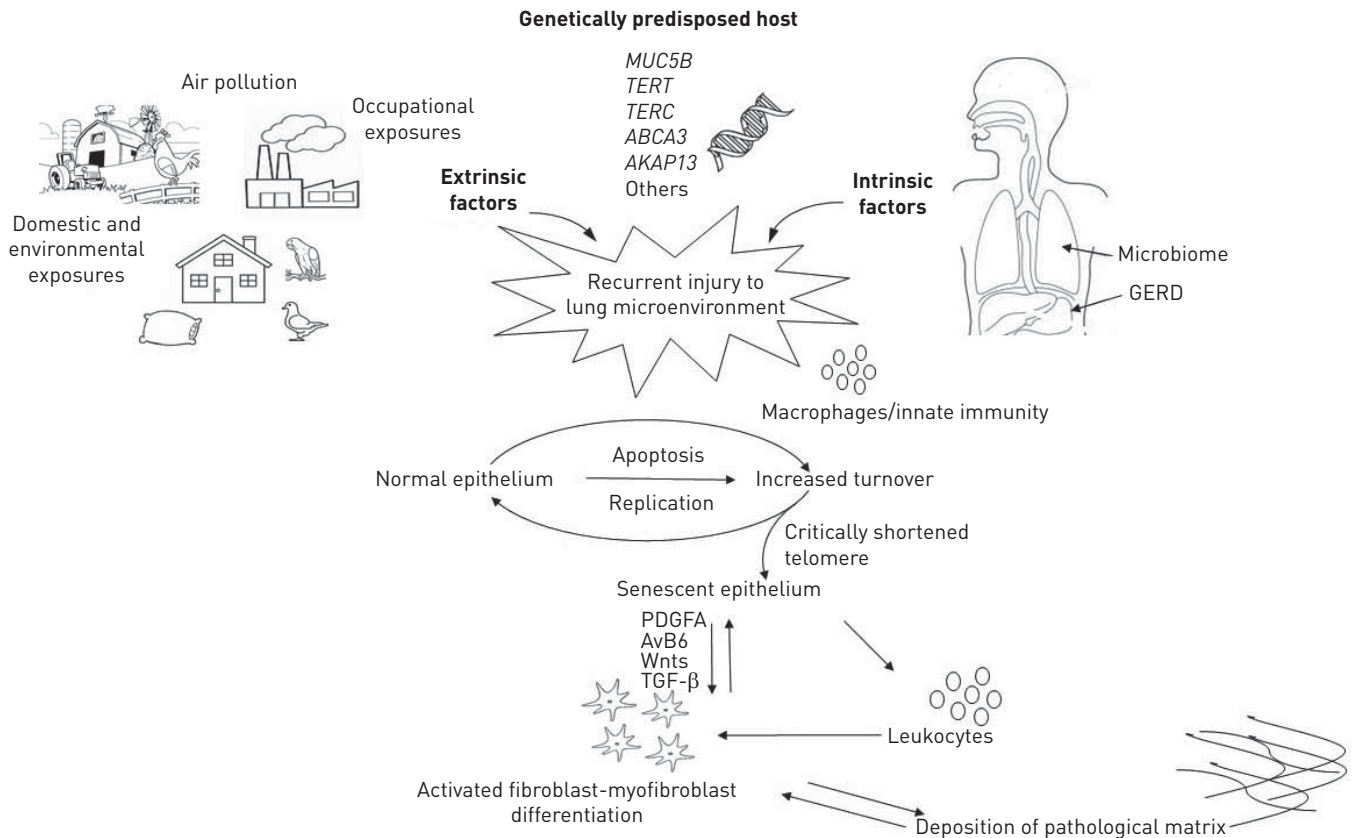 Genetically predisposed host
MUC5B
TERT
TERC
ABCA3
AKAP13
Others
Air pollution
Occupational
exposures
Domestic and
environmental
exposures
Extrinsic
factors
Intrinsic
factors
Microbiome
GERD
Recurrent injury to
lung microenvironment
Macrophages/innate immunity
Normal epithelium
Apoptosis
Replication
Increased turnover
Critically shortened
telomere
Senescent epithelium
PDGFA
AvB6
Wnts
TGF-β
Leukocytes
Activated fibroblast-myofibroblast
differentiation
Deposition of pathological matrix